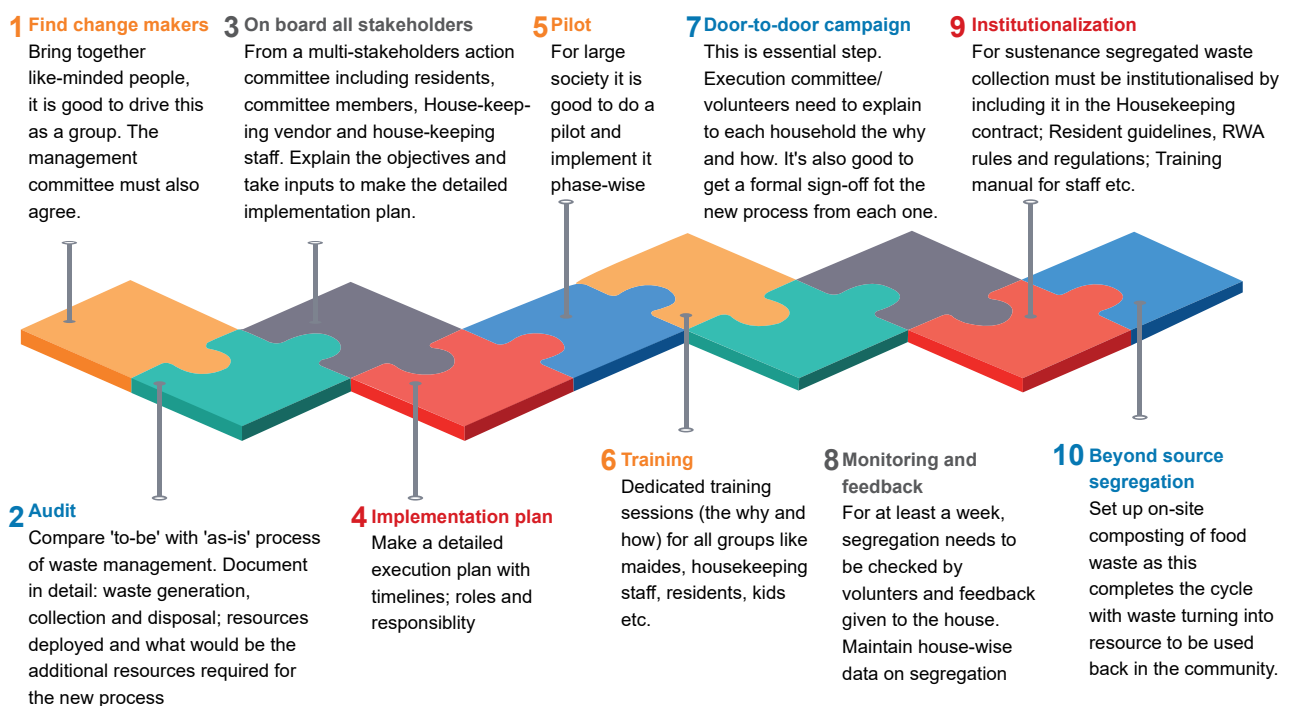 1 Find change makers
Bring together
like-minded people,
it is good to drive this
as a group. The
management
committee must also
agree.
2 Audit
Compare 'to-be' with 'as-is' process
of waste management. Document
in detail: waste generation,
collection and disposal; resources
deployed and what would be the
additional resources required for
the new process
3 On board all stakeholders
From a multi-stakeholders action
committee including residents,
committee members, House-keep-
ing vendor and house-keeping
staff. Explain the objectives and
take inputs to make the detailed
implementation plan.
4 Implementation plan
Make a detailed
execution plan with
timelines; roles and
responsiblity
5 Pilot
For large
society it is
good to do a
pilot and
implement it
phase-wise
6 Training
Dedicated training
sessions (the why and
how) for all groups like
maides, housekeeping
staff, residents, kids
etc.
7 Door-to-door campaign
This is essential step.
Execution committee/
volunteers need to explain
to each household the why
and how. It's also good to
get a formal sign-off fot the
new process from each one.
8 Monitoring and
feedback
For at least a week,
segregation needs to
be checked by
volunters and feedback
given to the house.
Maintain house-wise
data on segregation
9 Institutionalization
For sustenance segregated waste
collection must be institutionalised by
including it in the Housekeeping
contract; Resident guidelines, RWA
rules and regulations; Training
manual for staff etc.
10 Beyond source
segregation
Set up on-site
composting of food
waste as this
completes the cycle
with waste turning into
resource to be used
back in the community.